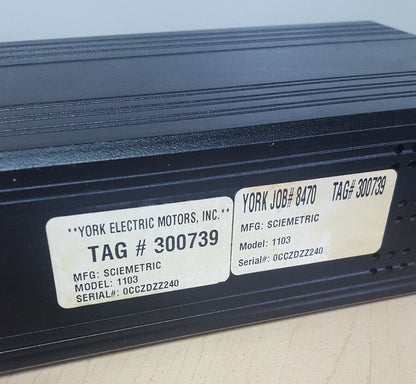 **YORK ELECTRIC MOTORS, INC.**
TAG # 300739
MFG: SCIEMETRIC
MODEL: 1103
SERIAL#: 0CCZDZZ240
YORK JOB# 8470 TAG# 300739
MFG: SCIEMETRIC
Model: 1103
Serial#: 0CCZDZZ240